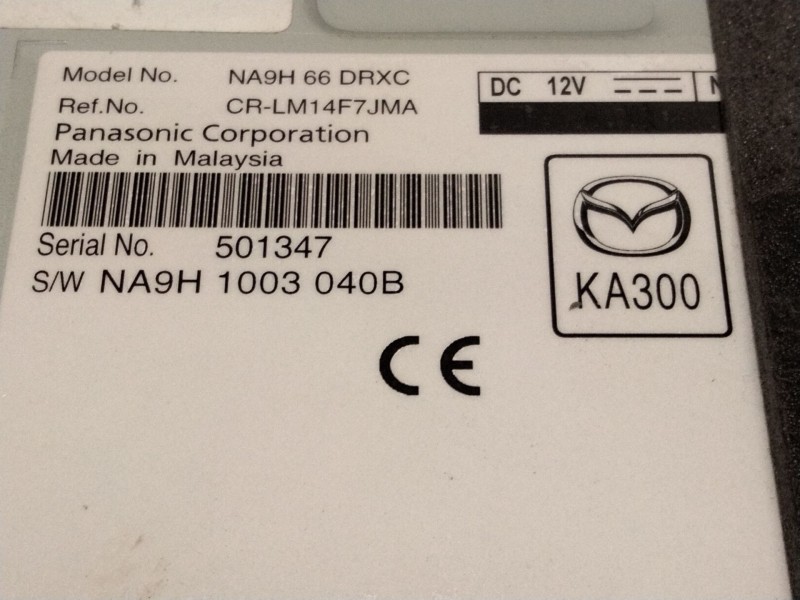 Model No. NA9H 66 DRXC
Ref.No. CR-LM14F7JMA
Panasonic Corporation
Made in Malaysia
Serial No. 501347
S/W NA9H 1003 040B
DC 12V
KA300
CE